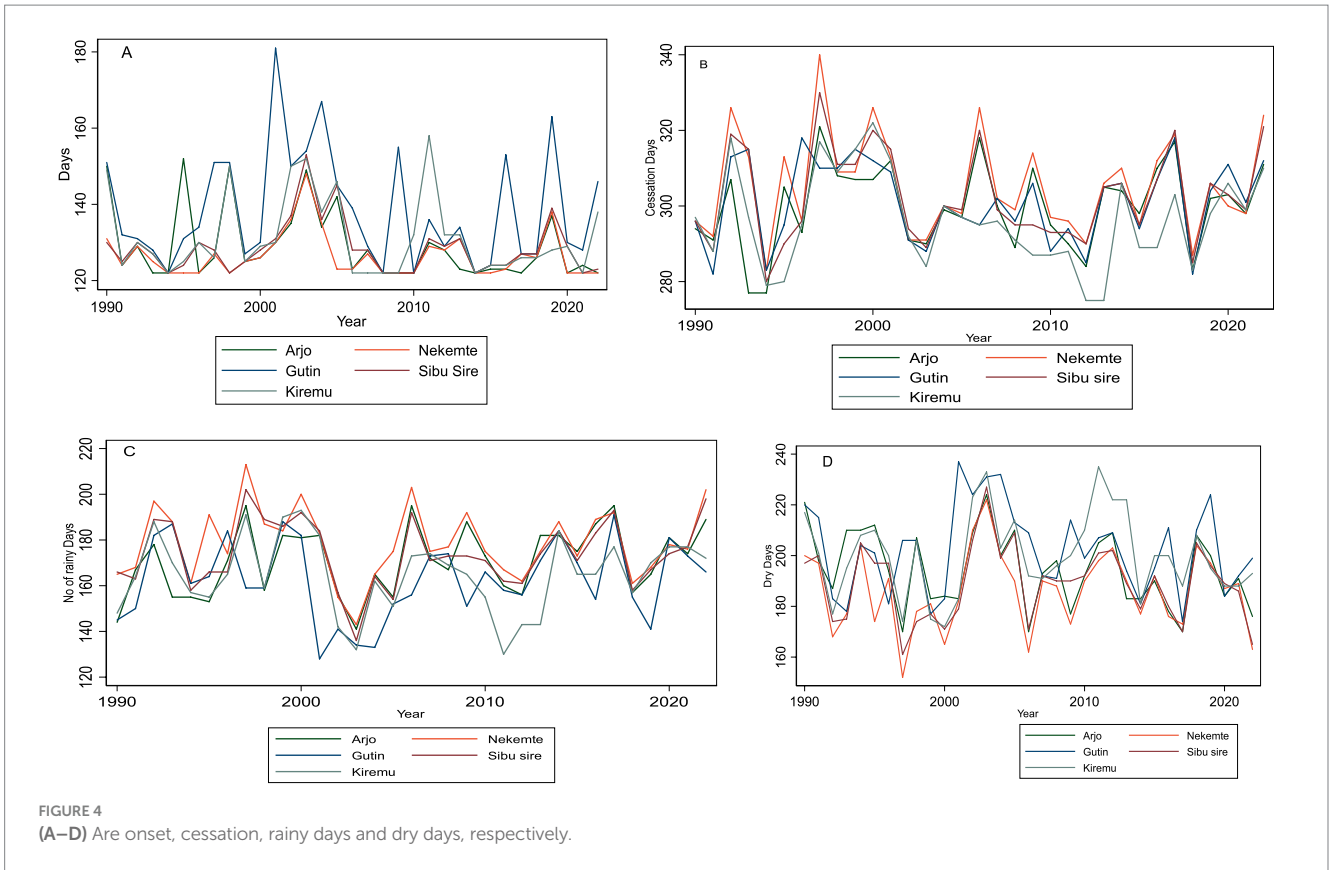 A
Days
180
160
140
120
1990
2000
2010
2020
Year
Arjo
Nekemte
Gutin
Sibu Sire
Kiremu
B
Cessation Days
340
320
300
280
1990
2000
2010
2020
Year
Arjo
Nekemte
Gutin
Sibu sire
Kiremu
C
No of rainy Days
220
200
180
160
140
120
1990
2000
2010
2020
Year
Arjo
Nekemte
Gutin
Sibu sire
Kiremu
D
Dry Days
240
220
200
180
160
1990
2000
2010
2020
Year
Arjo
Nekemte
Gutin
Sibu sire
Kiremu
FIGURE 4
(A–D) Are onset, cessation, rainy days and dry days, respectively.